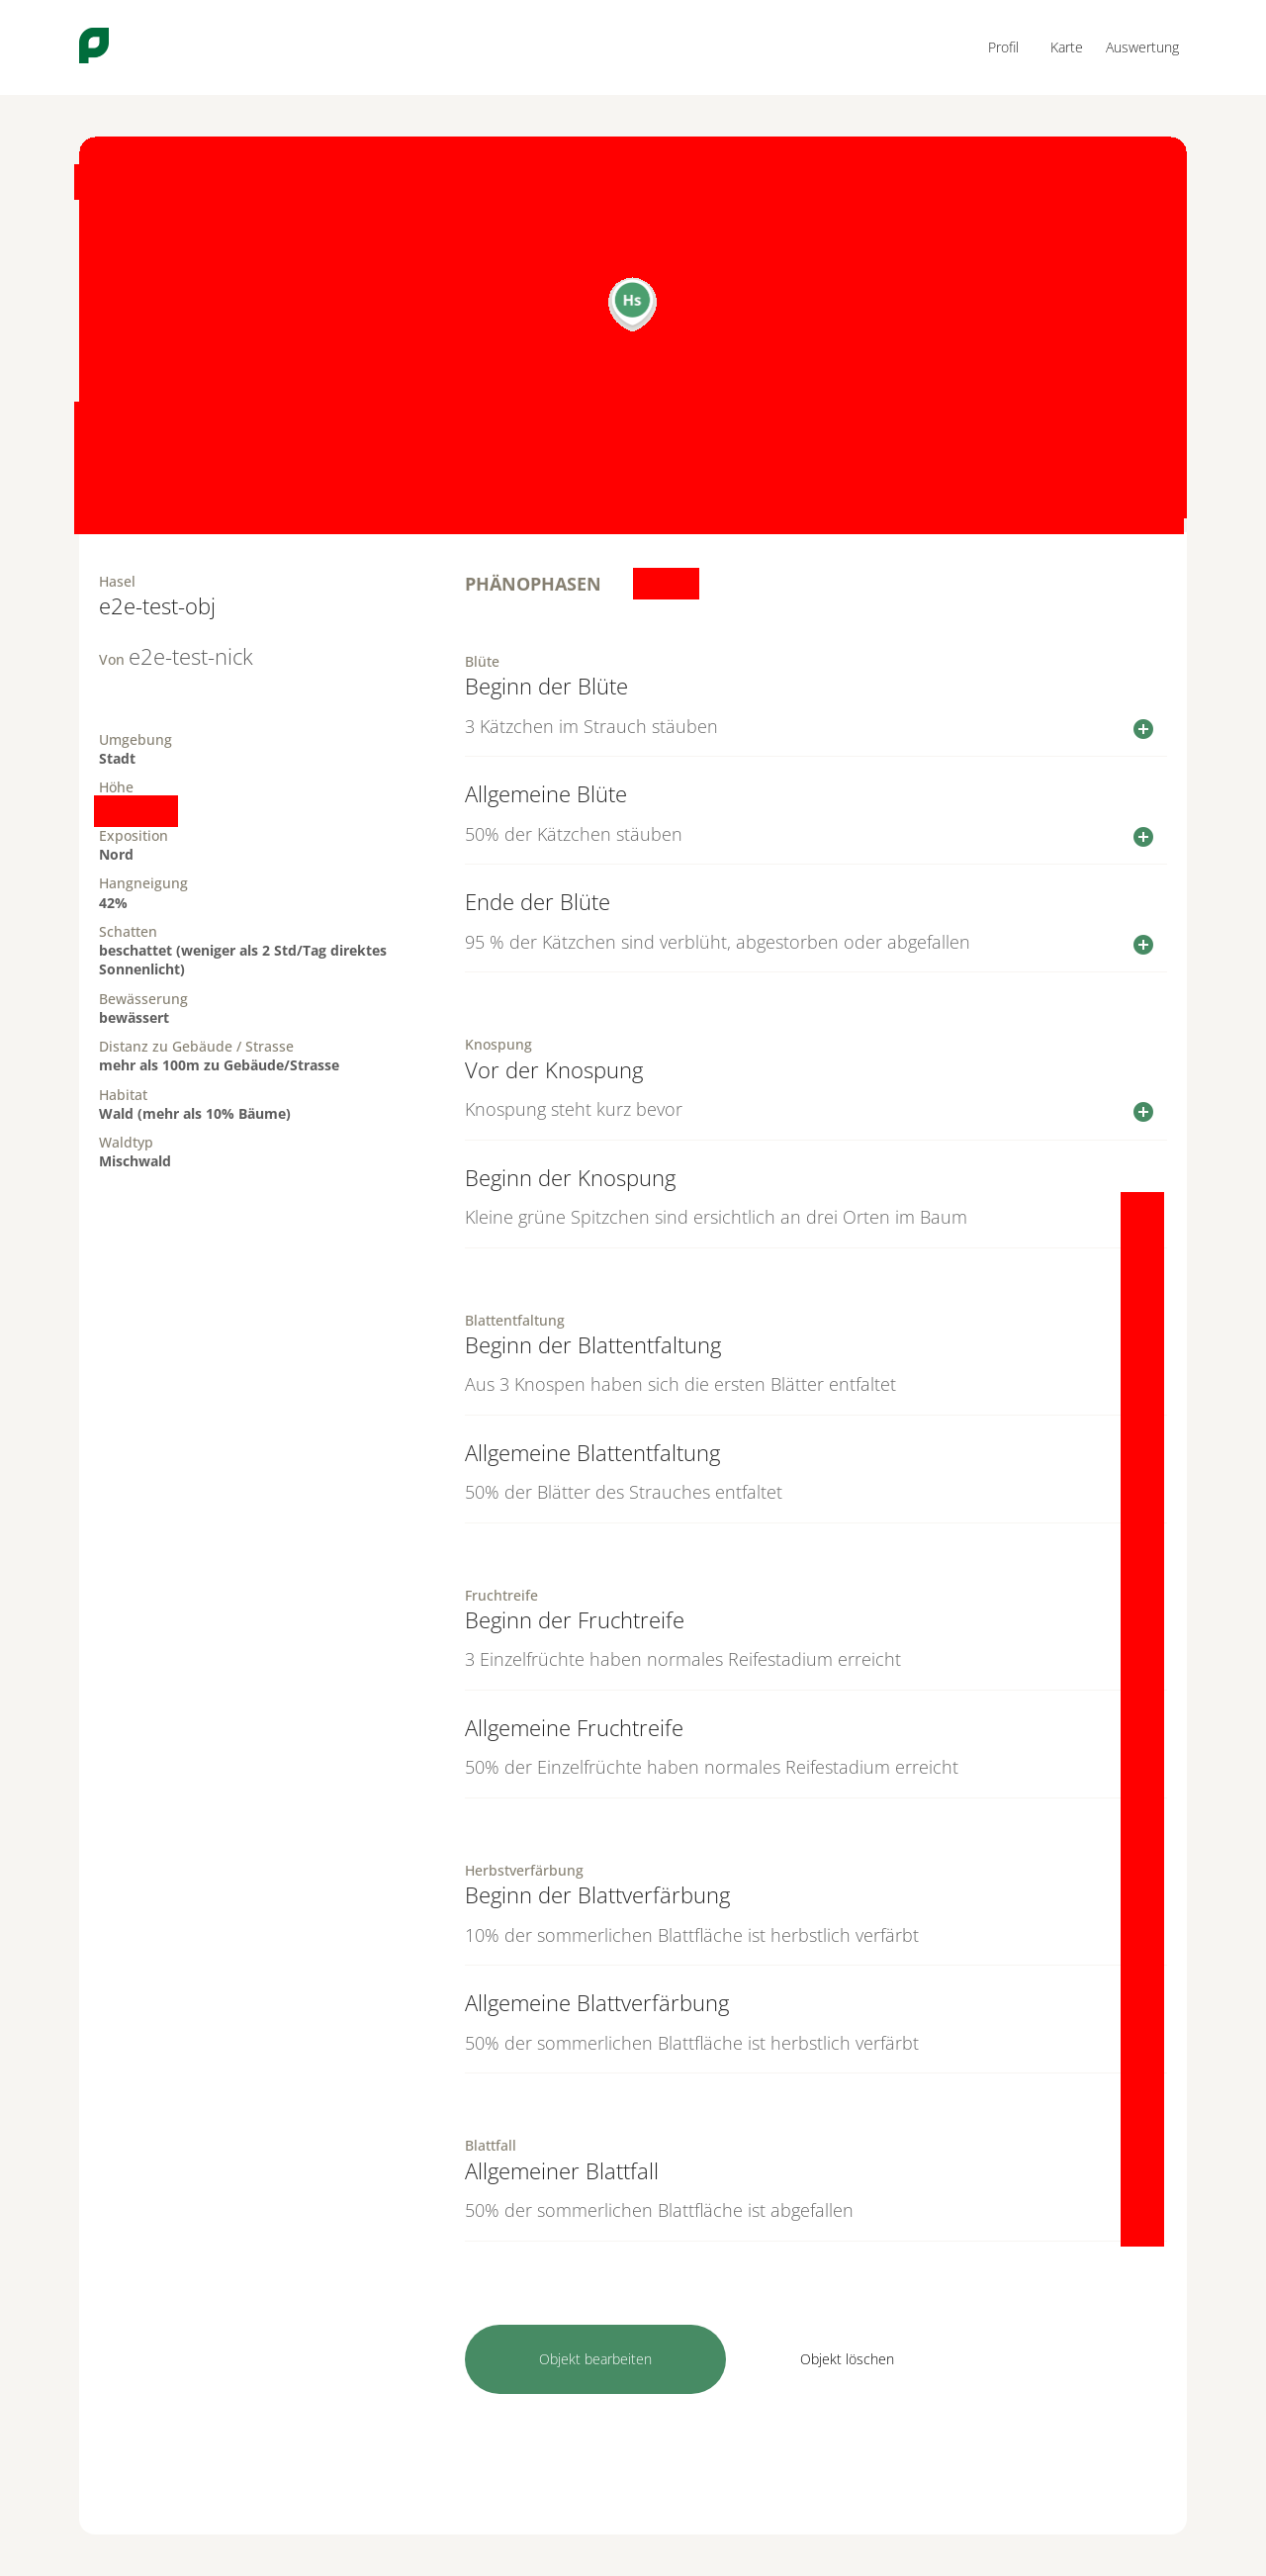 Profil Karte Auswertung
Hs
Hasel
e2e-test-obj
Von e2e-test-nick
Umgebung
Stadt
Höhe
Exposition
Nord
Hangneigung
42%
Schatten
beschattet (weniger als 2 Std/Tag direktes
Sonnenlicht)
Bewässerung
bewässert
Distanz zu Gebäude / Strasse
mehr als 100m zu Gebäude/Strasse
Habitat
Wald (mehr als 10% Bäume)
Waldtyp
Mischwald
PHÄNOPHASEN
Blüte
Beginn der Blüte
3 Kätzchen im Strauch stäuben
Allgemeine Blüte
50% der Kätzchen stäuben
Ende der Blüte
95 % der Kätzchen sind verblüht, abgestorben oder abgefallen
Knospung
Vor der Knospung
Knospung steht kurz bevor
Beginn der Knospung
Kleine grüne Spitzchen sind ersichtlich an drei Orten im Baum
Blattentfaltung
Beginn der Blattentfaltung
Aus 3 Knospen haben sich die ersten Blätter entfaltet
Allgemeine Blattentfaltung
50% der Blätter des Strauches entfaltet
Fruchtreife
Beginn der Fruchtreife
3 Einzelfrüchte haben normales Reifestadium erreicht
Allgemeine Fruchtreife
50% der Einzelfrüchte haben normales Reifestadium erreicht
Herbstverfärbung
Beginn der Blattverfärbung
10% der sommerlichen Blattfläche ist herbstlich verfärbt
Allgemeine Blattverfärbung
50% der sommerlichen Blattfläche ist herbstlich verfärbt
Blattfall
Allgemeiner Blattfall
50% der sommerlichen Blattfläche ist abgefallen
Objekt bearbeiten Objekt löschen